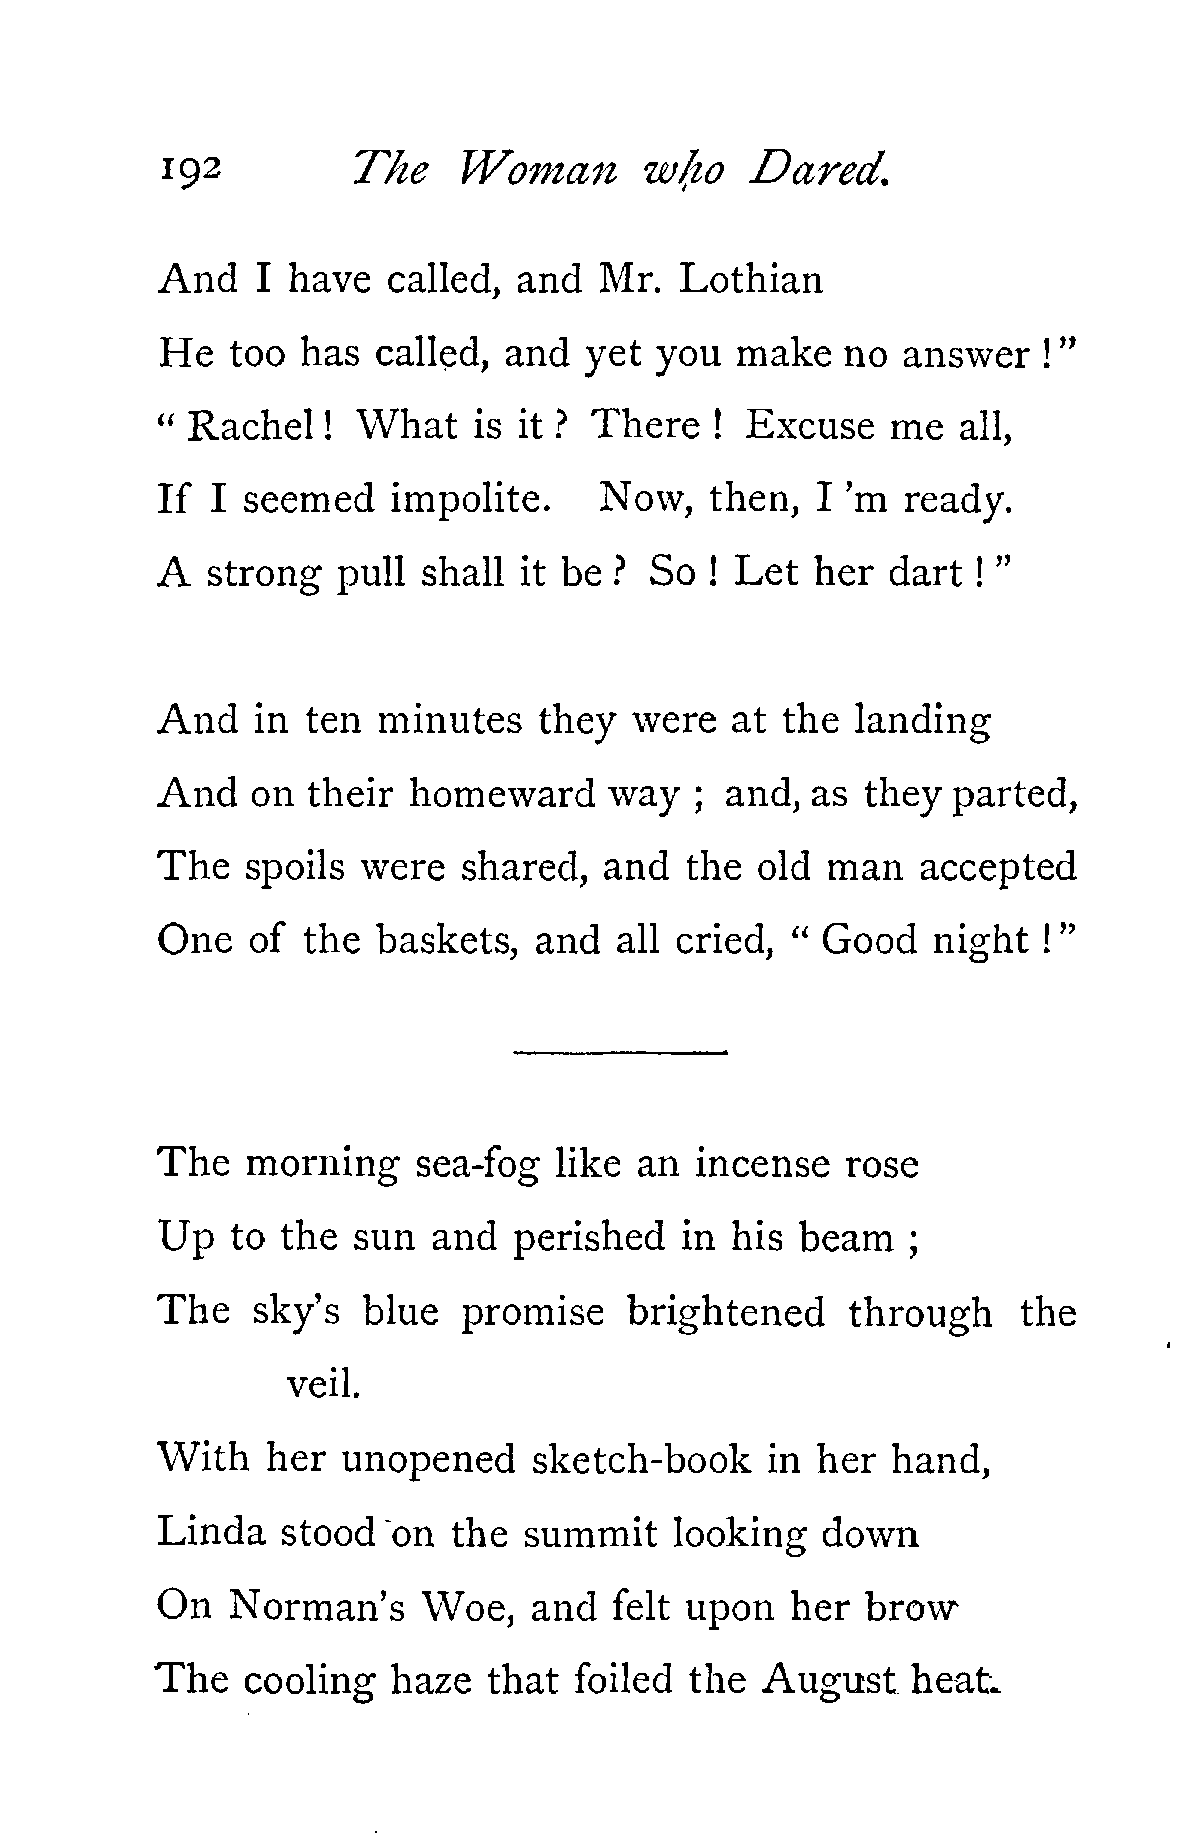 192 The Woman who Dared.
And I have called, and Mr. Lothian
He too has called, and yet you make no answer!"
"Rachel! What is it? There! Excuse me all,
If I seemed impolite. Now, then, I'm ready.
A strong pull shall it be? So! Let her dart!"
And in ten minutes they were at the landing
And on their homeward way; and, as they parted,
The spoils were shared, and the old man accepted
One of the baskets, and all cried, "Good night!"
The morning sea-fog like an incense rose
Up to the sun and perished in his beam;
The sky's blue promise brightened through the
veil.
With her unopened sketch-book in her hand,
Linda stood on the summit looking down
On Norman's Woe, and felt upon her brow
The cooling haze that foiled the August heat.